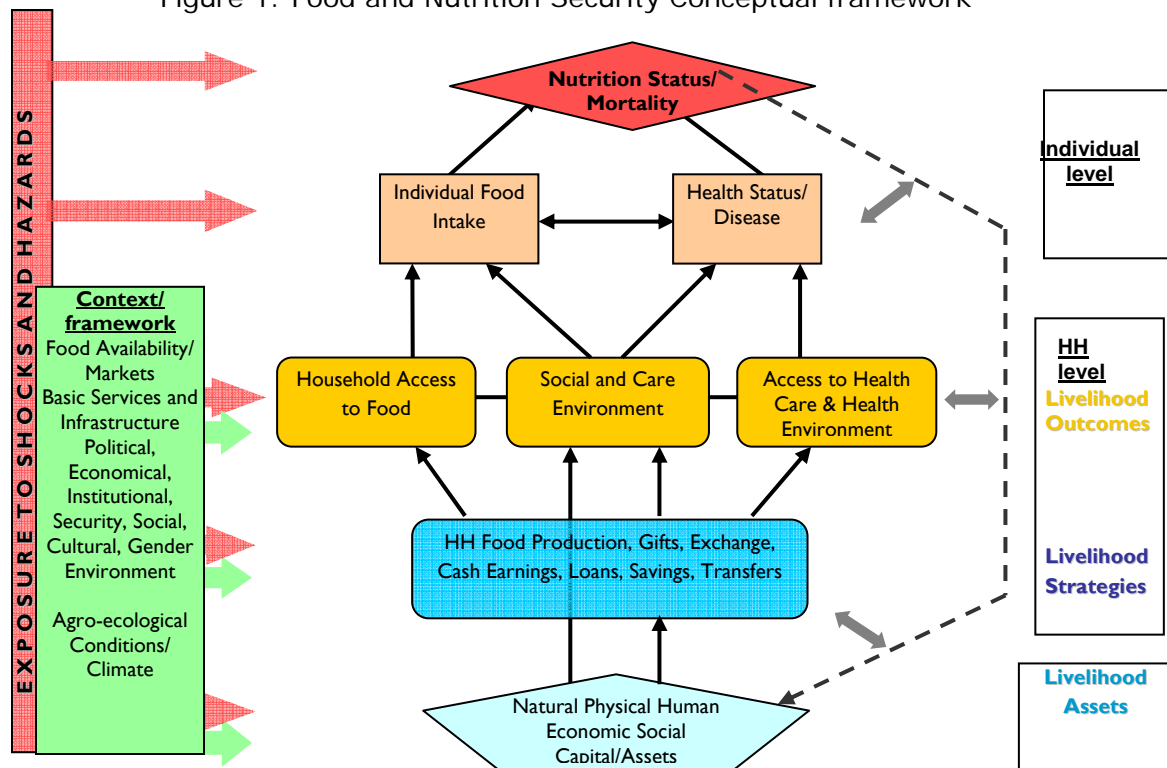 Figure 1: Food and Nutrition Security Conceptual framework
EXPOSURE TO SHOCKS AND HAZARDS
Context/
framework
Food Availability/
Markets
Basic Services and
Infrastructure
Political,
Economical,
Institutional,
Security, Social,
Cultural, Gender
Environment
Agro-ecological
Conditions/
Climate
Nutrition Status/
Mortality
Individual Food
Intake
Health Status/
Disease
Household Access
to Food
Social and Care
Environment
Access to Health
Care & Health
Environment
HH Food Production, Gifts, Exchange,
Cash Earnings, Loans, Savings, Transfers
Natural Physical Human
Economic Social
Capital/Assets
Individual
level
HH
level
Livelihood
Outcomes
Livelihood
Strategies
Livelihood
Assets